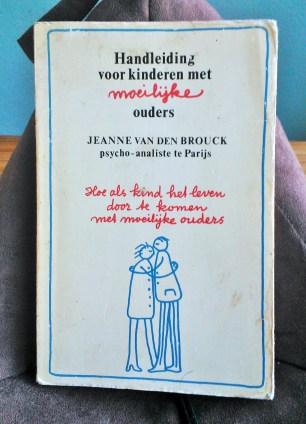 Handleiding
voor kinderen met
moeilijke
ouders
JEANNE VAN DEN BROUCK
psycho-analiste te Parijs
Hoe als kind het leven
door te komen
met moeilijke ouders